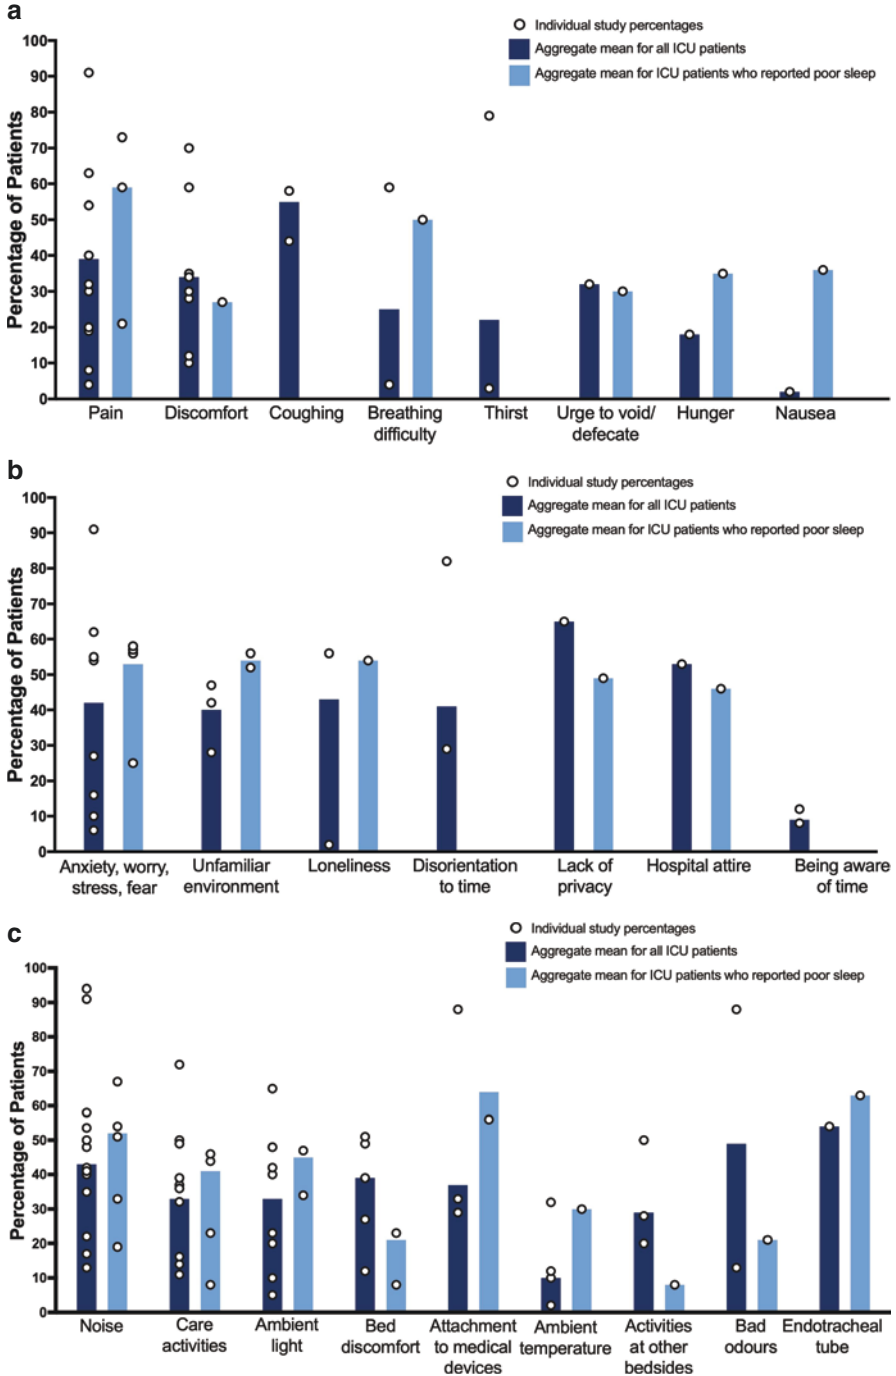 a
Individual study percentages
Aggregate mean for all ICU patients
Aggregate mean for ICU patients who reported poor sleep
Percentage of Patients
100
90
80
70
60
50
40
30
20
10
0
Pain
Discomfort
Coughing
Breathing
difficulty
Thirst
Urge to void/
defecate
Hunger
Nausea
b
Individual study percentages
Aggregate mean for all ICU patients
Aggregate mean for ICU patients who reported poor sleep
Percentage of Patients
100
90
80
70
60
50
40
30
20
10
0
Anxiety, worry,
stress, fear
Unfamiliar
environment
Loneliness
Disorientation
to time
Lack of
privacy
Hospital attire
Being aware
of time
c
Individual study percentages
Aggregate mean for all ICU patients
Aggregate mean for ICU patients who reported poor sleep
Percentage of Patients
100
90
80
70
60
50
40
30
20
10
0
Noise
Care
activities
Ambient
light
Bed
discomfort
Attachment
to medical
devices
Ambient
temperature
Activities
at other
bedsides
Bad
odours
Endotracheal
tube